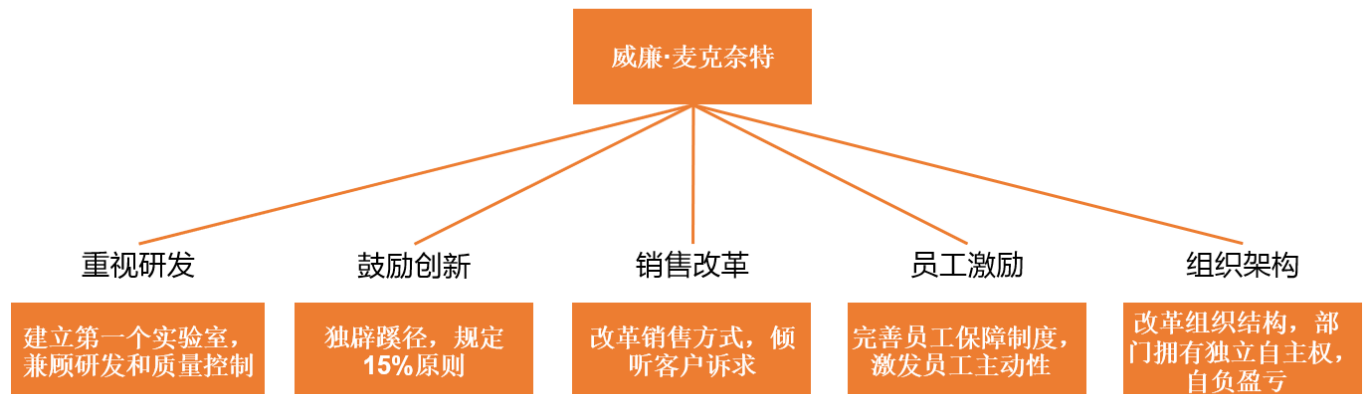 威廉·麦克奈特
重视研发
鼓励创新
销售改革
员工激励
组织架构
建立第一个实验室，
兼顾研发和质量控制
独辟蹊径，规定
15%原则
改革销售方式，倾
听客户诉求
完善员工保障制度，
激发员工主动性
改革组织结构，部
门拥有独立自主权，
自负盈亏